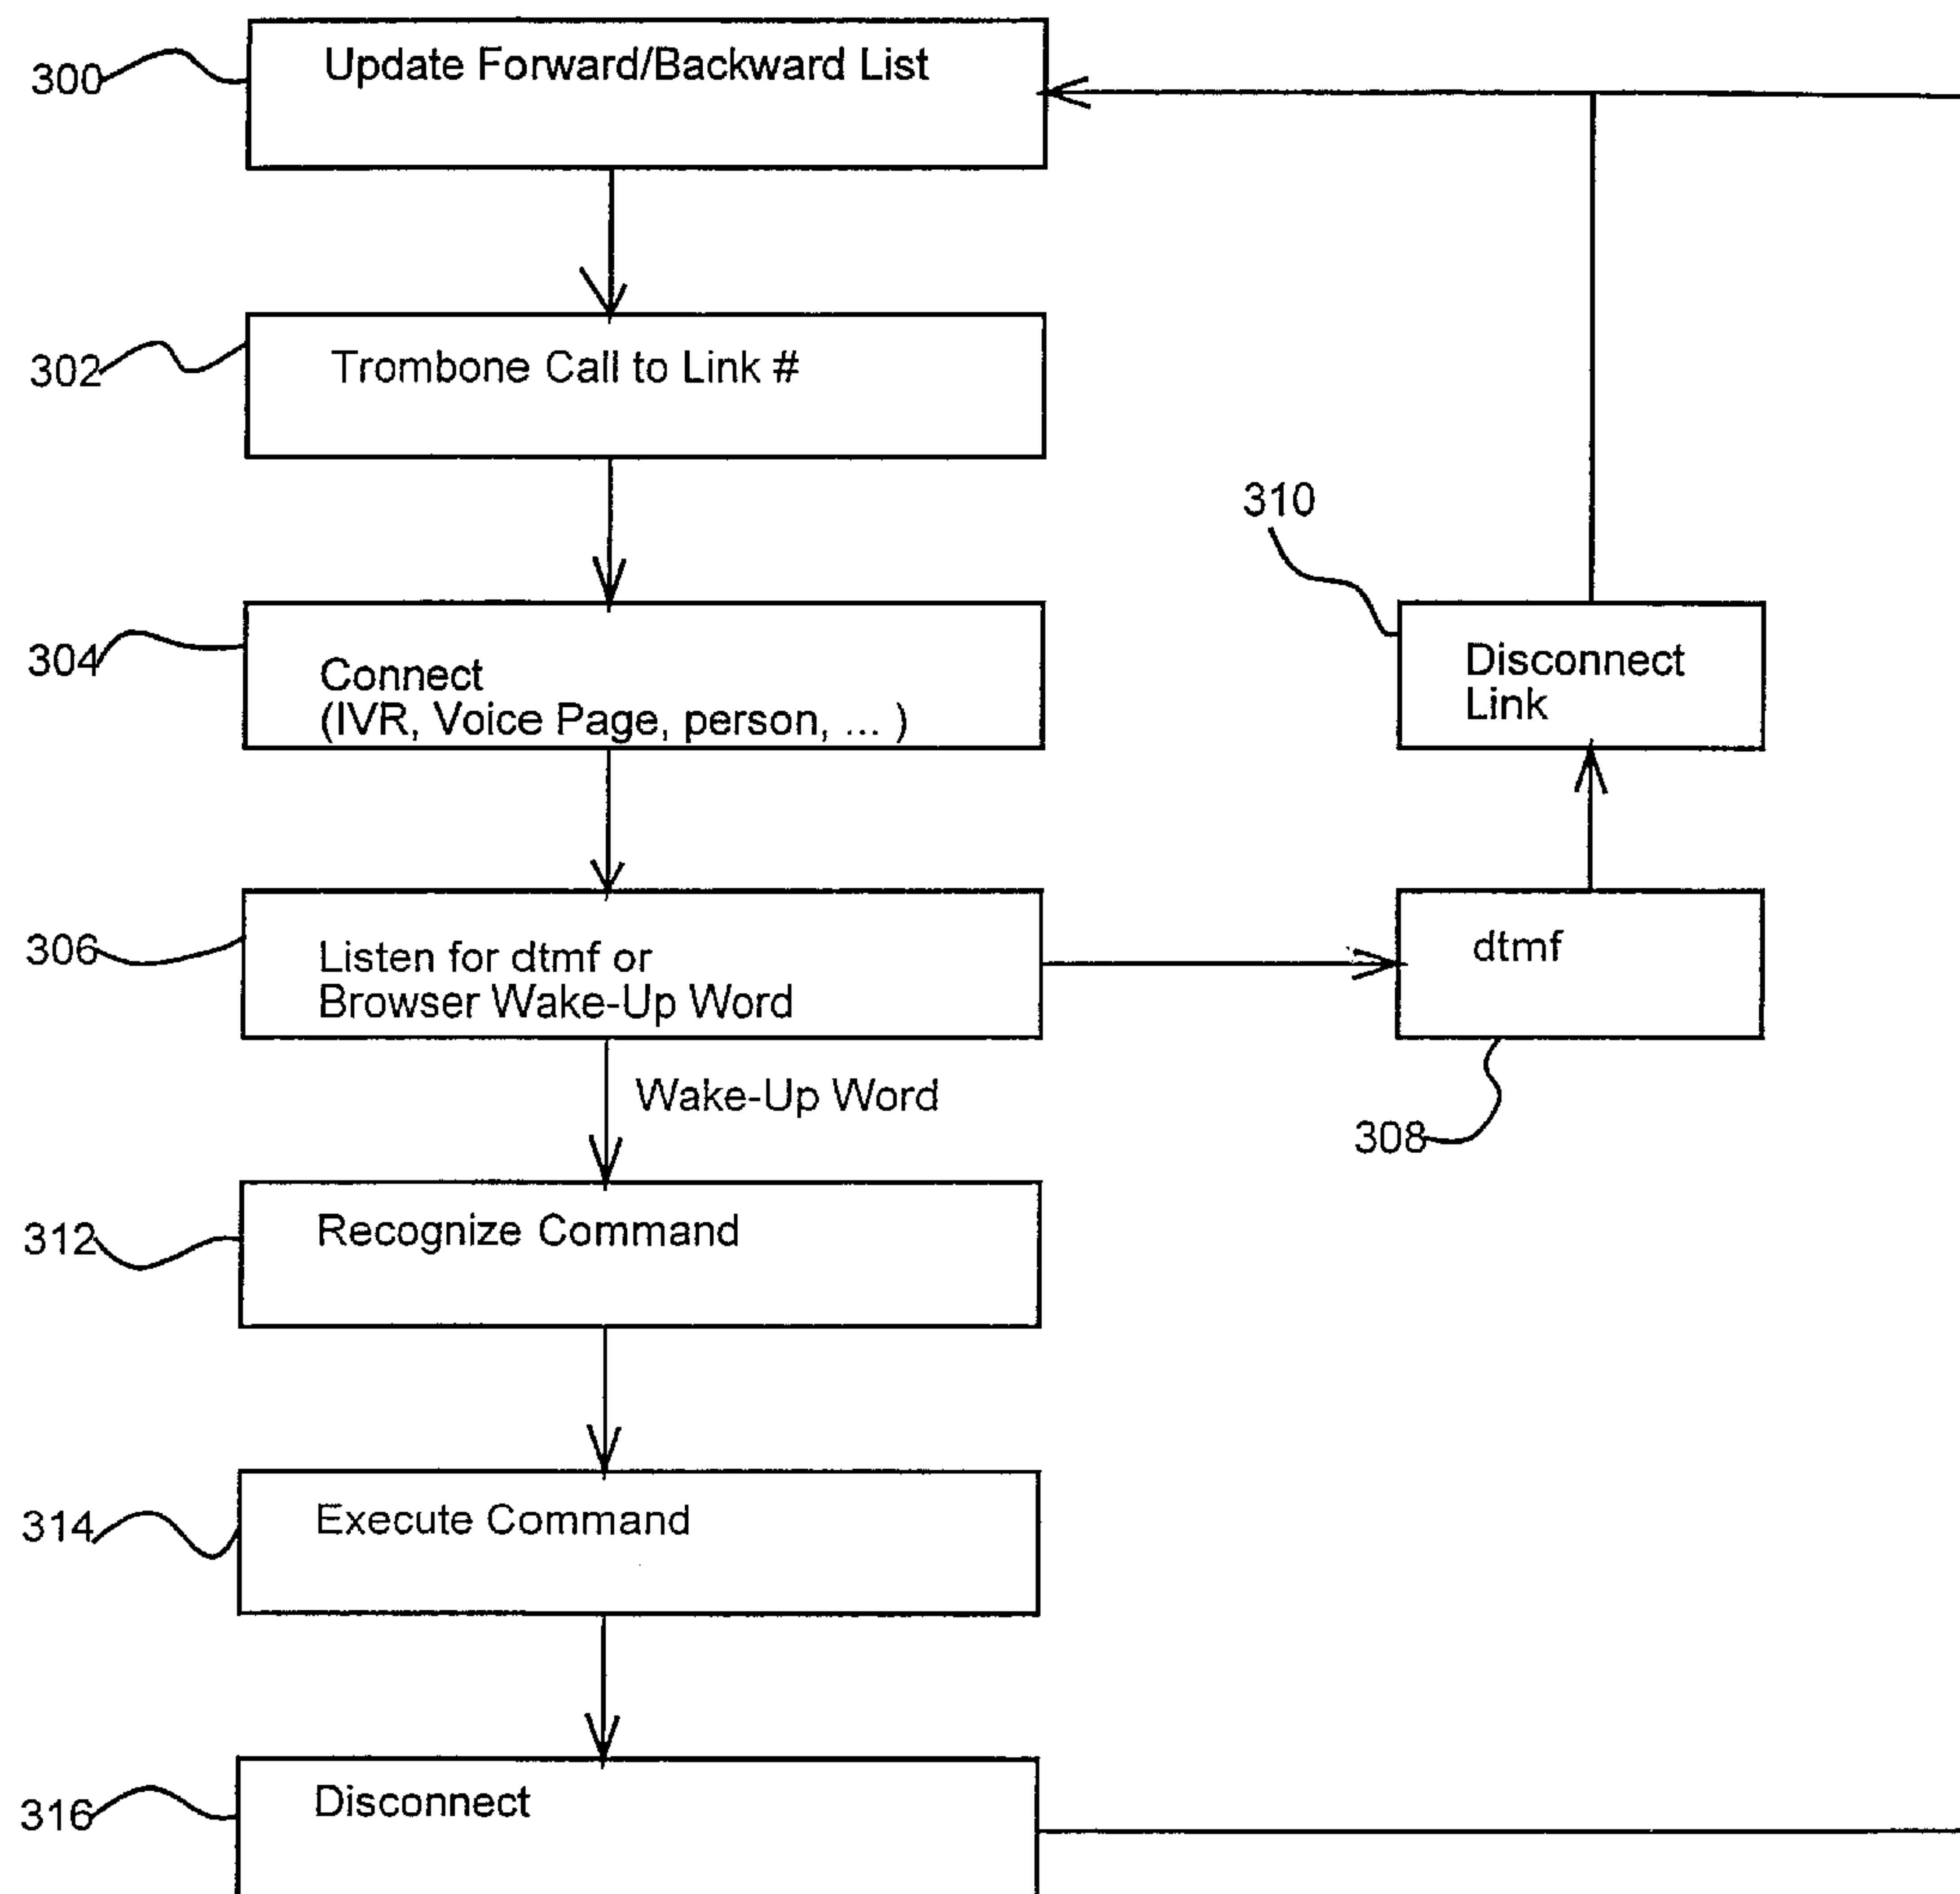 300
Update Forward/Backward List
302
Trombone Call to Link #
304
Connect
(IVR, Voice Page, person, ... )
310
Disconnect
Link
306
Listen for dtmf or
Browser Wake-Up Word
dtmf
308
Wake-Up Word
312
Recognize Command
314
Execute Command
316
Disconnect